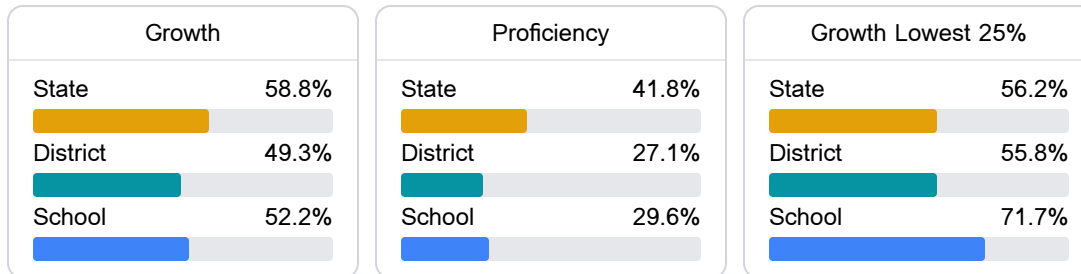 Growth
State 58.8%
District 49.3%
School 52.2%
Proficiency
State 41.8%
District 27.1%
School 29.6%
Growth Lowest 25%
State 56.2%
District 55.8%
School 71.7%